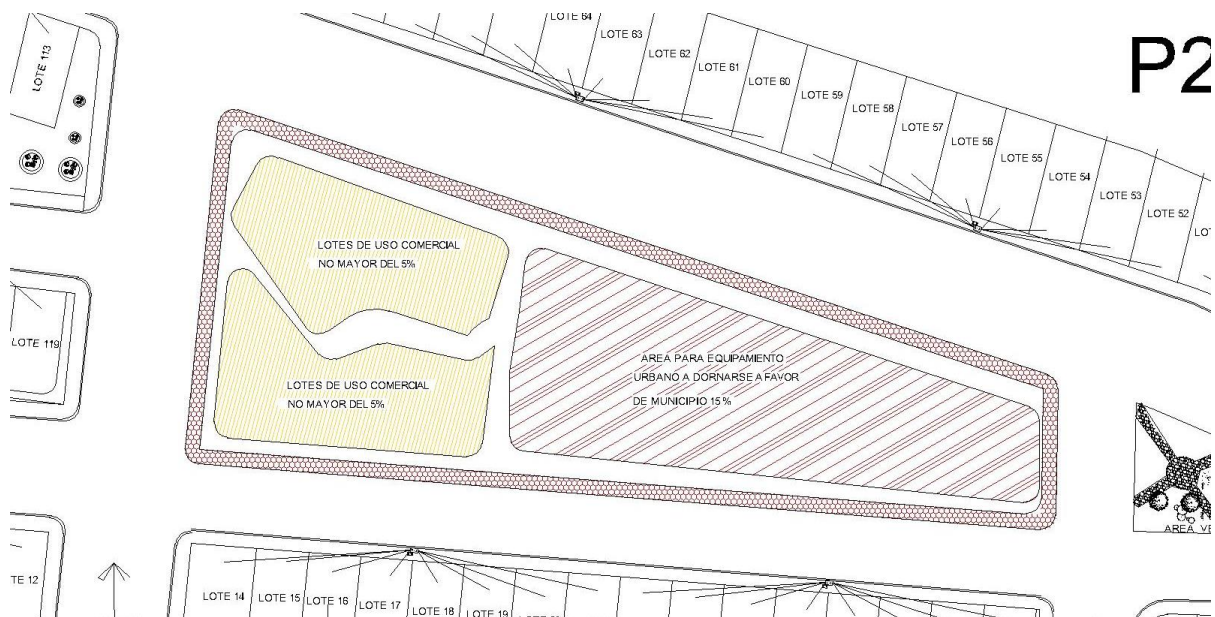 LOTE 64
LOTE 63
LOTE 62
LOTE 61
LOTE 60
LOTE 59
LOTE 58
LOTE 57
LOTE 56
LOTE 55
LOTE 54
LOTE 53
LOTE 52
LOT
P2
LOTE 113
LOTES DE USO COMERCIAL
NO MAYOR DEL 5%
LOTE 119
LOTES DE USO COMERCIAL
NO MAYOR DEL 5%
AREA PARA EQUIPAMIENTO
URBANO A DORNARSE A FAVOR
DE MUNICIPIO 15%
AREA VE
TE 12
LOTE 14
LOTE 15
LOTE 16
LOTE 17
LOTE 18
LOTE 19